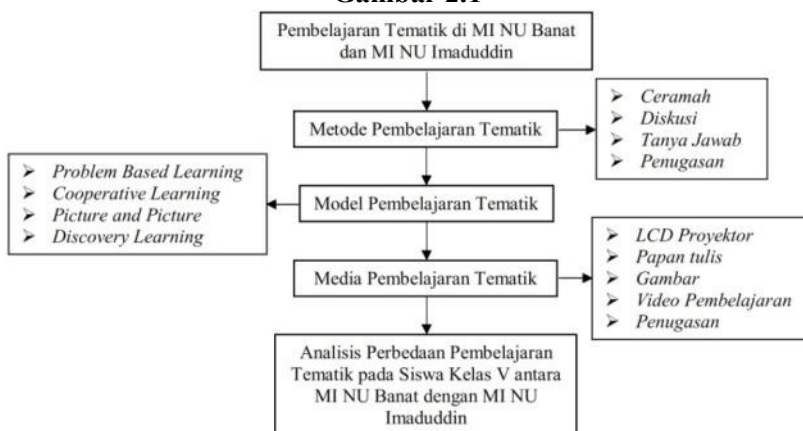 Gambar 2.1
Pembelajaran Tematik di MI NU Banat
dan MI NU Imaduddin
Metode Pembelajaran Tematik
Ceramah
Diskusi
Tanya Jawab
Penugasan
Problem Based Learning
Cooperative Learning
Picture and Picture
Discovery Learning
Model Pembelajaran Tematik
Media Pembelajaran Tematik
LCD Proyektor
Papan tulis
Gambar
Video Pembelajaran
Penugasan
Analisis Perbedaan Pembelajaran
Tematik pada Siswa Kelas V antara
MI NU Banat dengan MI NU
Imaduddin